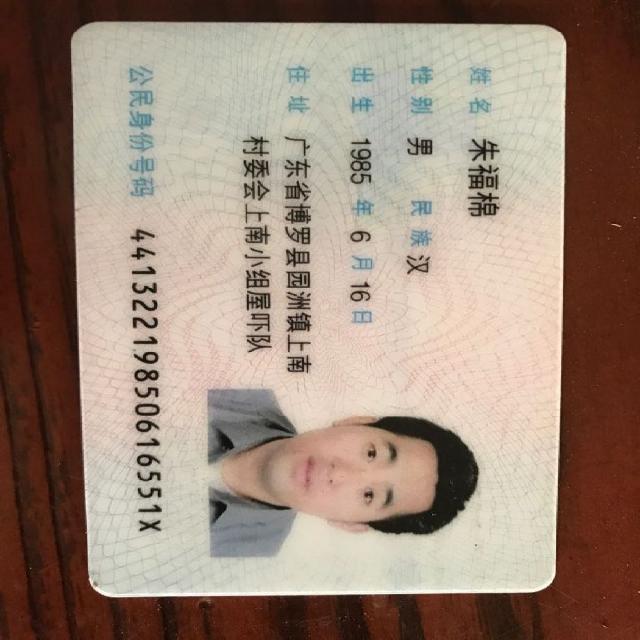 姓名 朱福棉
性别 男 民族 汉
出生 1985 年 6 月 16 日
住址 广东省博罗县园洲镇上南
村委会上南小组屋吓队
公民身份号码 44132219850616551X